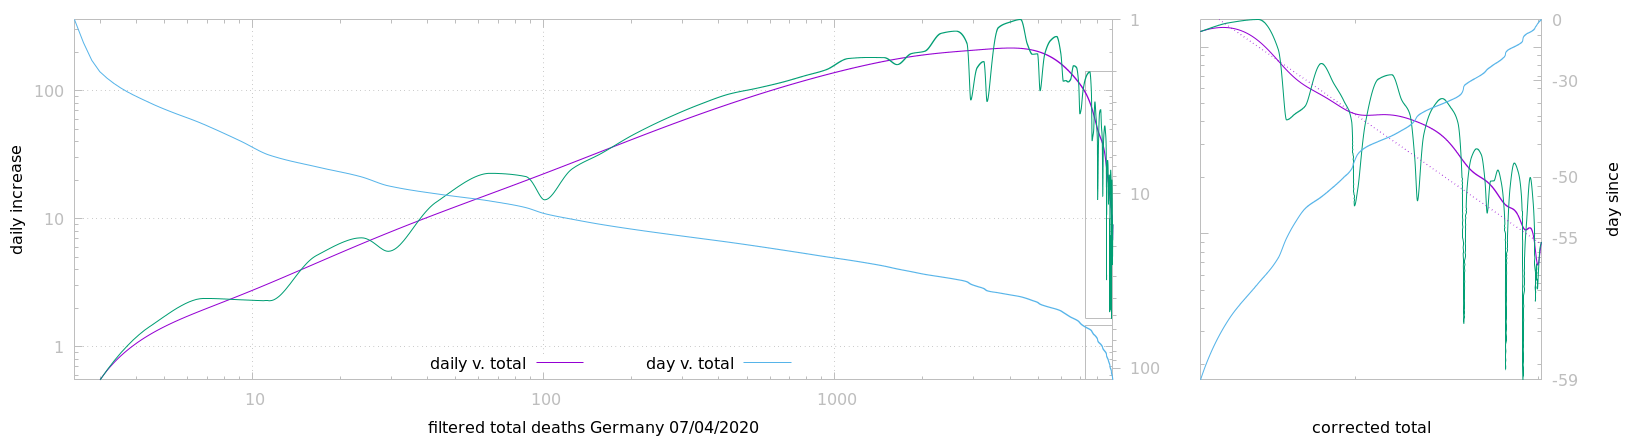 daily increase
100
10
1
10
100
1000
filtered total deaths Germany 07/04/2020
daily v. total
day v. total
1
10
100
0
-30
-50
-55
-59
day since
corrected total